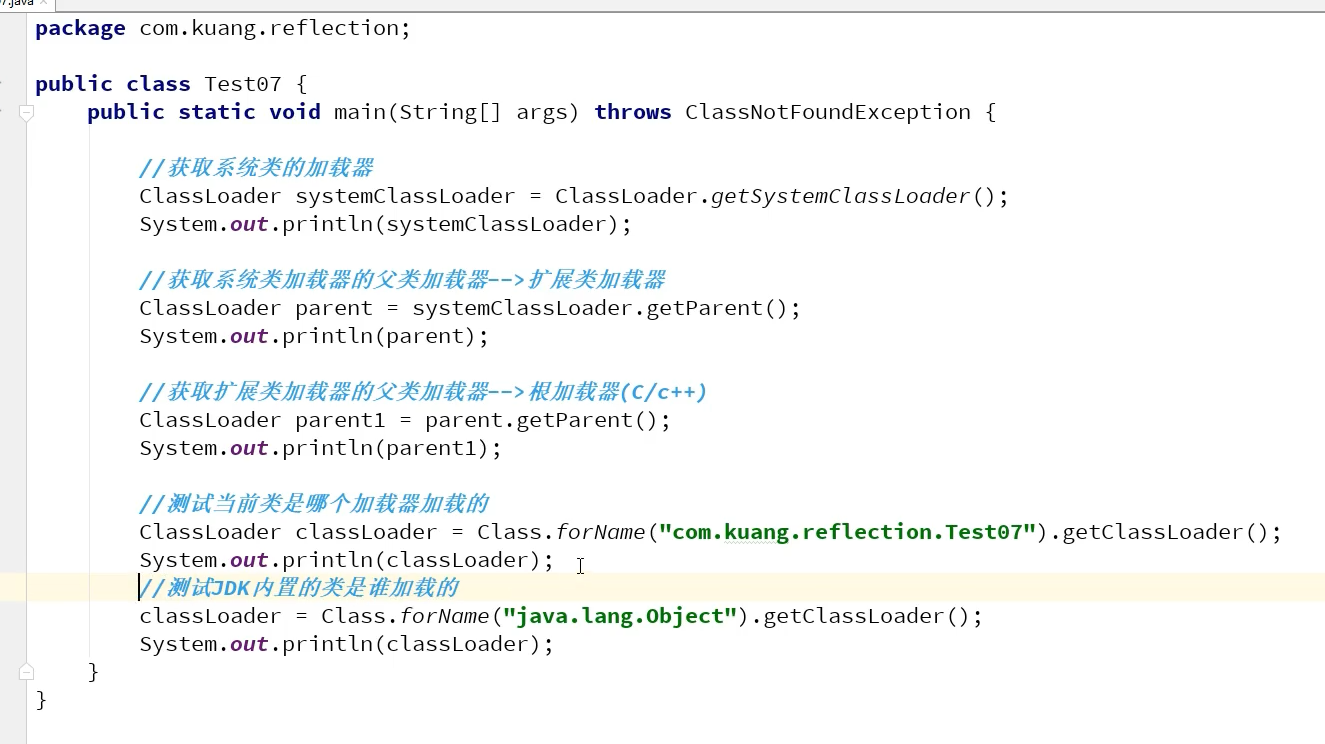 7.java
package com.kuang.reflection;
public class Test07 {
public static void main(String[] args) throws ClassNotFoundException {
//获取系统类的加载器
ClassLoader systemClassLoader = ClassLoader.getSystemClassLoader();
System.out.println(systemClassLoader);
//获取系统类加载器的父类加载器-->扩展类加载器
ClassLoader parent = systemClassLoader.getParent();
System.out.println(parent);
//获取扩展类加载器的父类加载器-->根加载器(C/c++)
ClassLoader parent1 = parent.getParent();
System.out.println(parent1);
//测试当前类是哪个加载器加载的
ClassLoader classLoader = Class.forName("com.kuang.reflection.Test07").getClassLoader();
System.out.println(classLoader);
//测试JDK内置的类是谁加载的
classLoader = Class.forName("java.lang.Object").getClassLoader();
System.out.println(classLoader);
}
}